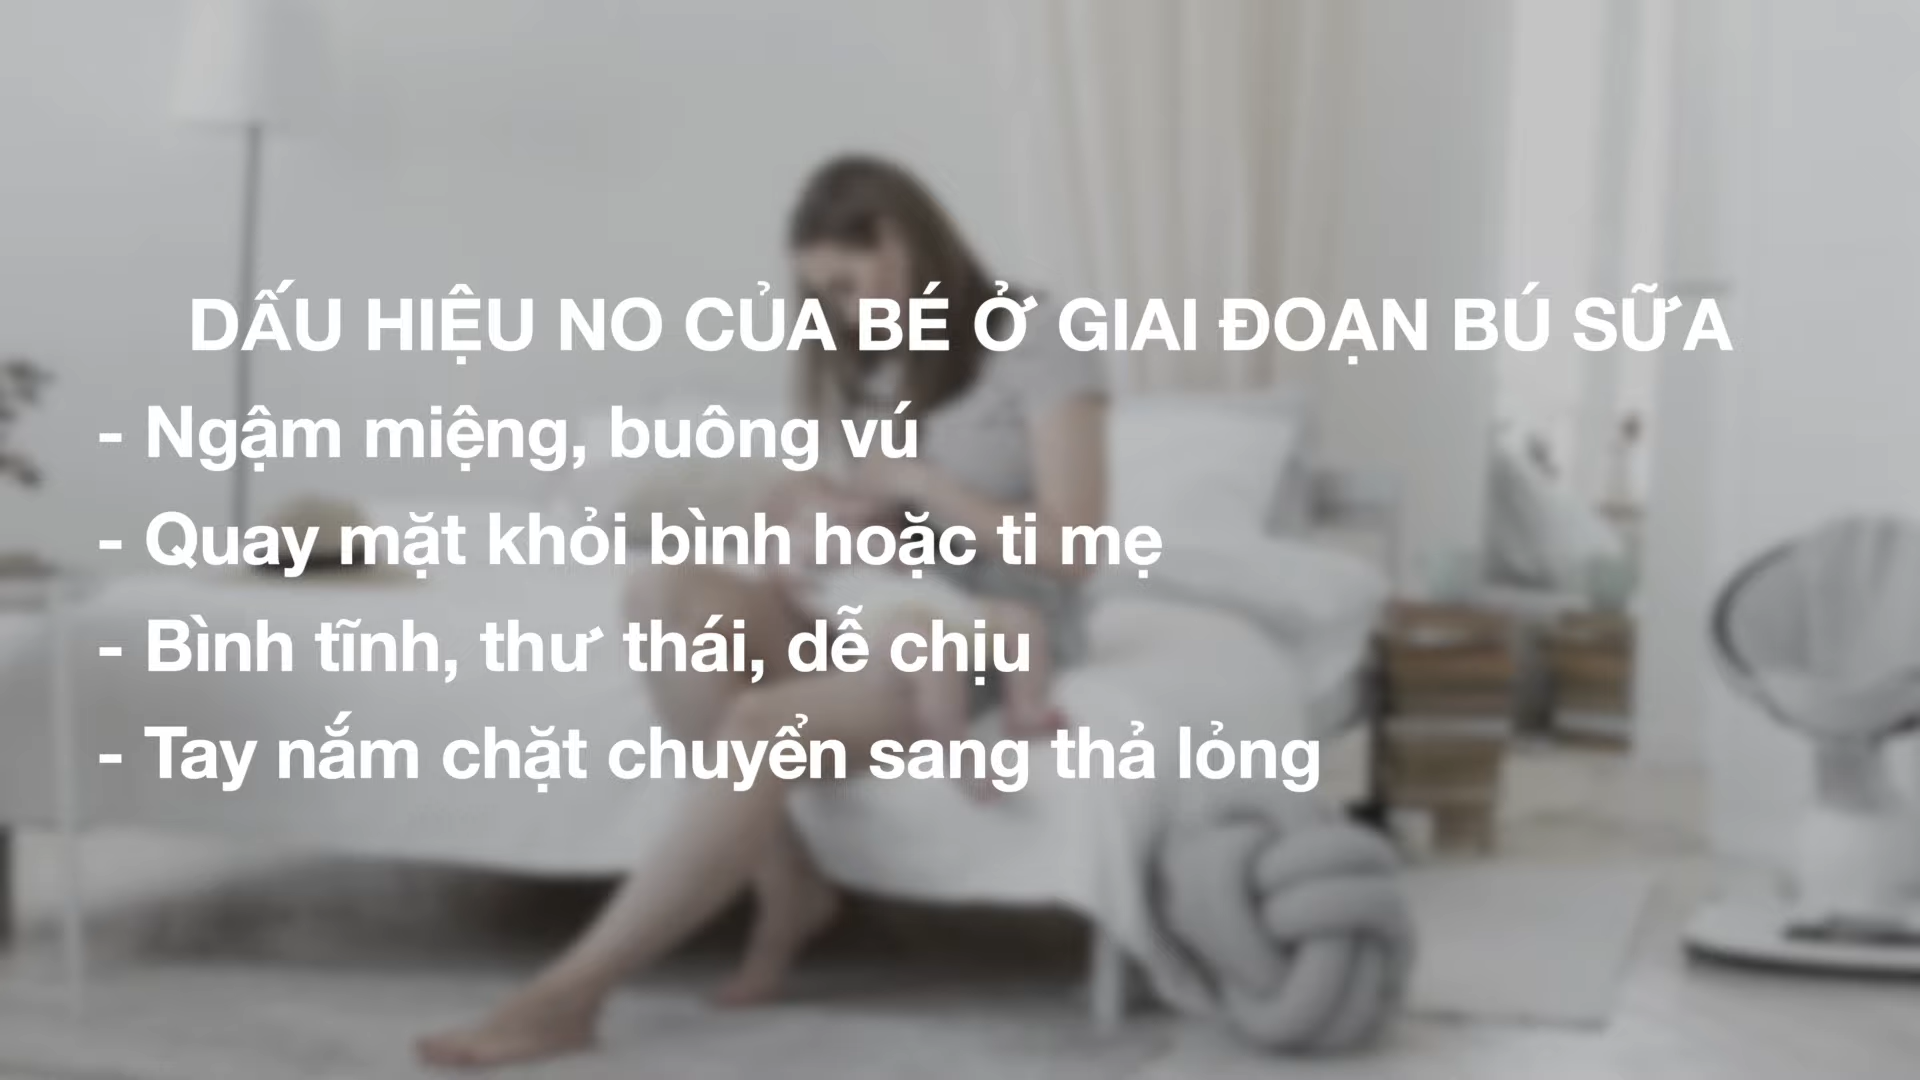 DẤU HIỆU NO CỦA BÉ Ở GIAI ĐOẠN BÚ SỮA
- Ngậm miệng, buông vú
- Quay mặt khỏi bình hoặc ti mẹ
- Bình tĩnh, thư thái, dễ chịu
- Tay nắm chặt chuyển sang thả lỏng